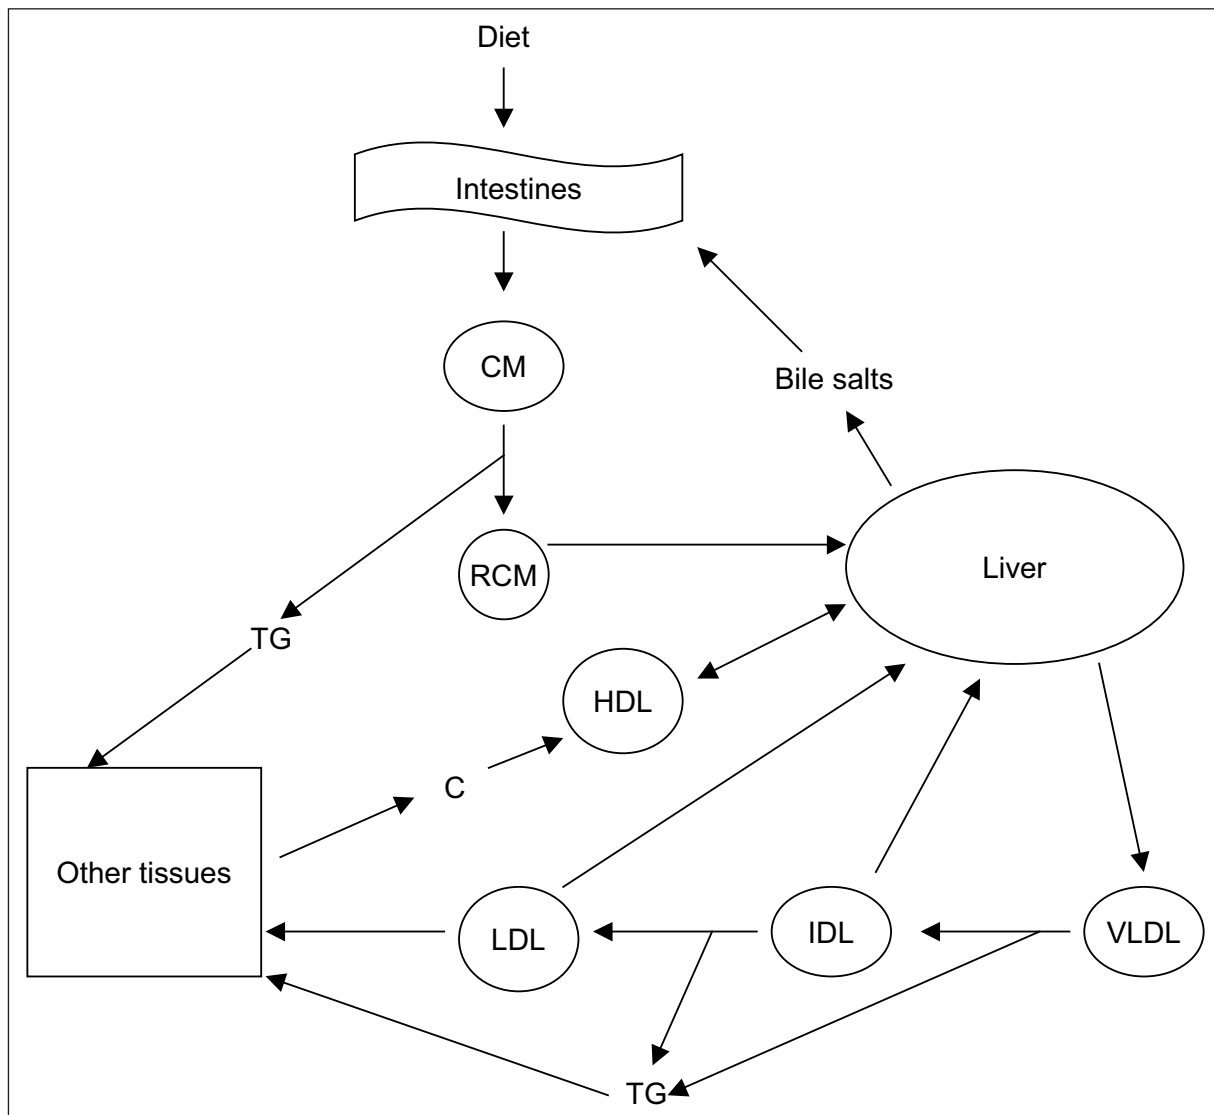 Diet
Intestines
CM
Bile salts
RCM
Liver
TG
HDL
C
Other tissues
LDL
IDL
VLDL
TG